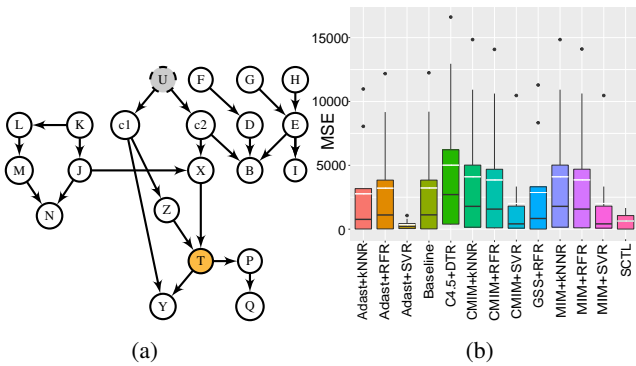 U
F
G
H
L
K
c1
c2
D
E
M
J
X
B
I
N
Z
T
P
Y
Q
(a)
MSE
15000
10000
5000
0
Adast+kNNR
Adast+RFR
Adast+SVR
Baseline
C4.5+DTR
CMIM+kNNR
CMIM+RFR
CMIM+SVR
GSS+RFR
MIM+kNNR
MIM+RFR
MIM+SVR
SCTL
(b)